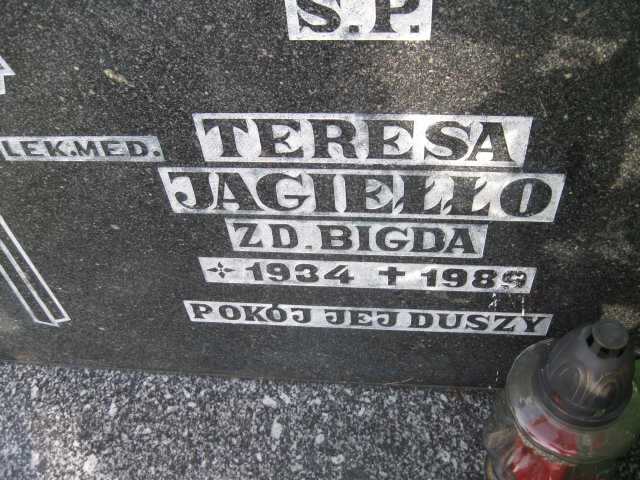 S.P.
LEK.MED. TERESA
JAGIEŁŁO
ZD. BIGDA
1934 ✝ 1989
POKÓJ JEJ DUSZY